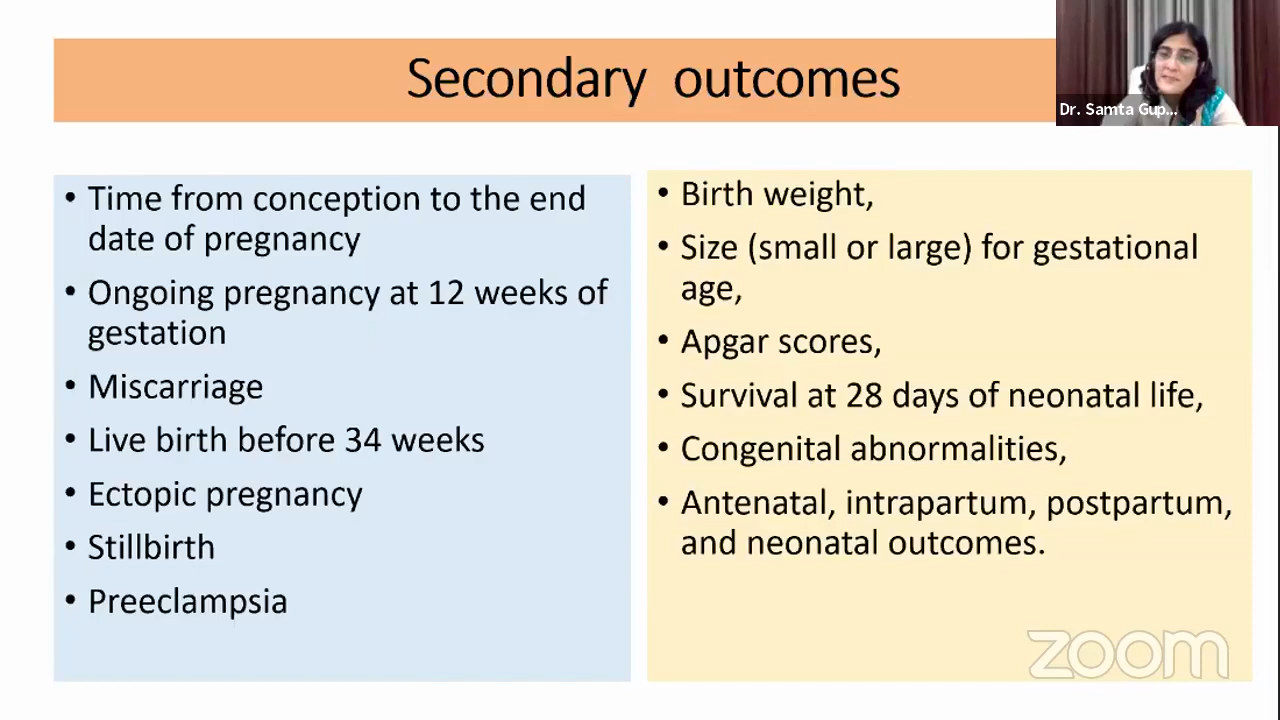 Secondary outcomes
Dr. Samta Gup...
• Time from conception to the end
date of pregnancy
• Ongoing pregnancy at 12 weeks of
gestation
• Miscarriage
• Live birth before 34 weeks
• Ectopic pregnancy
• Stillbirth
• Preeclampsia
• Birth weight,
• Size (small or large) for gestational
age,
• Apgar scores,
• Survival at 28 days of neonatal life,
• Congenital abnormalities,
• Antenatal, intrapartum, postpartum,
and neonatal outcomes.
zoom